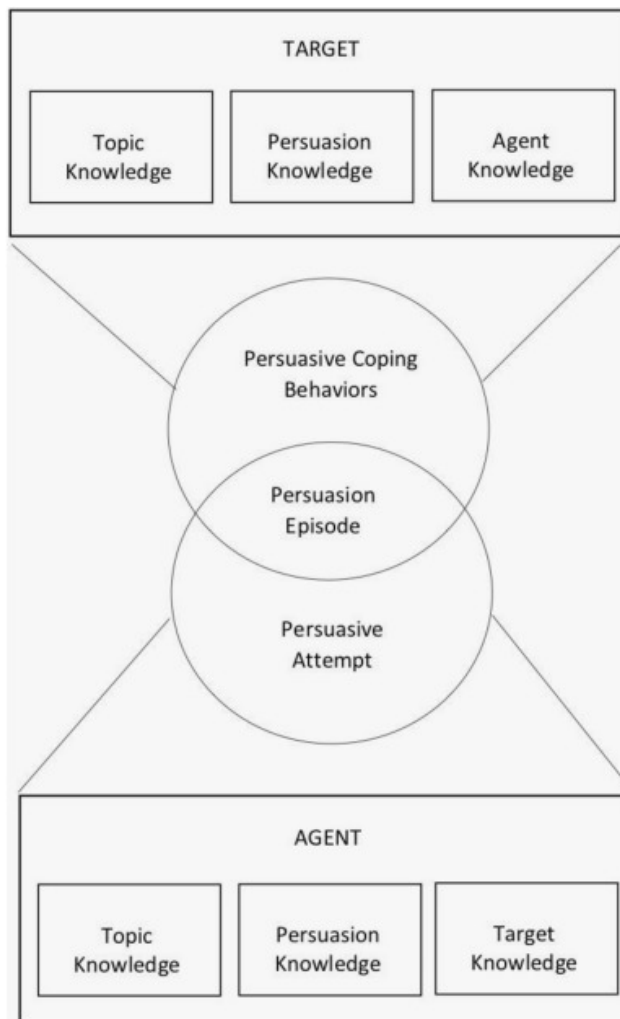 TARGET
Topic
Knowledge
Persuasion
Knowledge
Agent
Knowledge
Persuasive Coping
Behaviors
Persuasion
Episode
Persuasive
Attempt
AGENT
Topic
Knowledge
Persuasion
Knowledge
Target
Knowledge